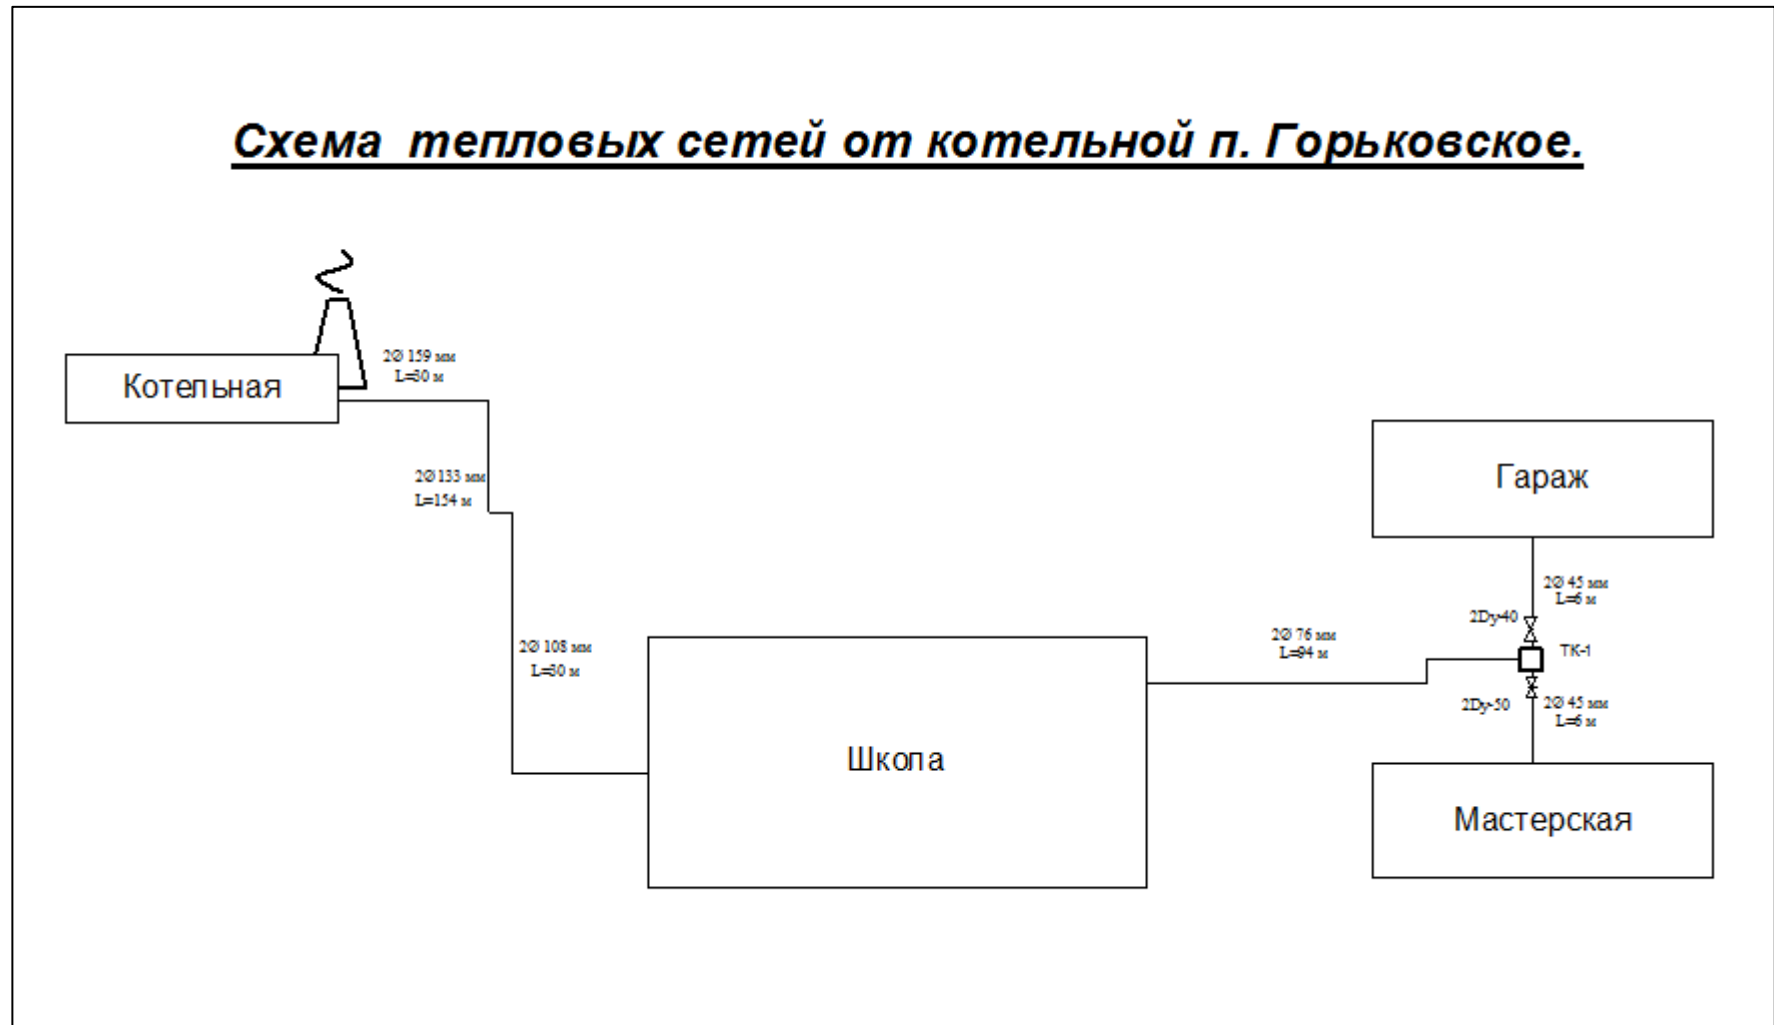 Схема тепловых сетей от котельной п. Горьковское.
2Ø 159 мм
L=30 м
Котельная
2Ø 133 мм
L=154 м
Гараж
2Ø 45 мм
L=6 м
2Dy-40
2Ø 108 мм
L=30 м
2Ø 76 мм
L=94 м
ТК-1
2Dy-50
2Ø 45 мм
L=6 м
Школа
Мастерская